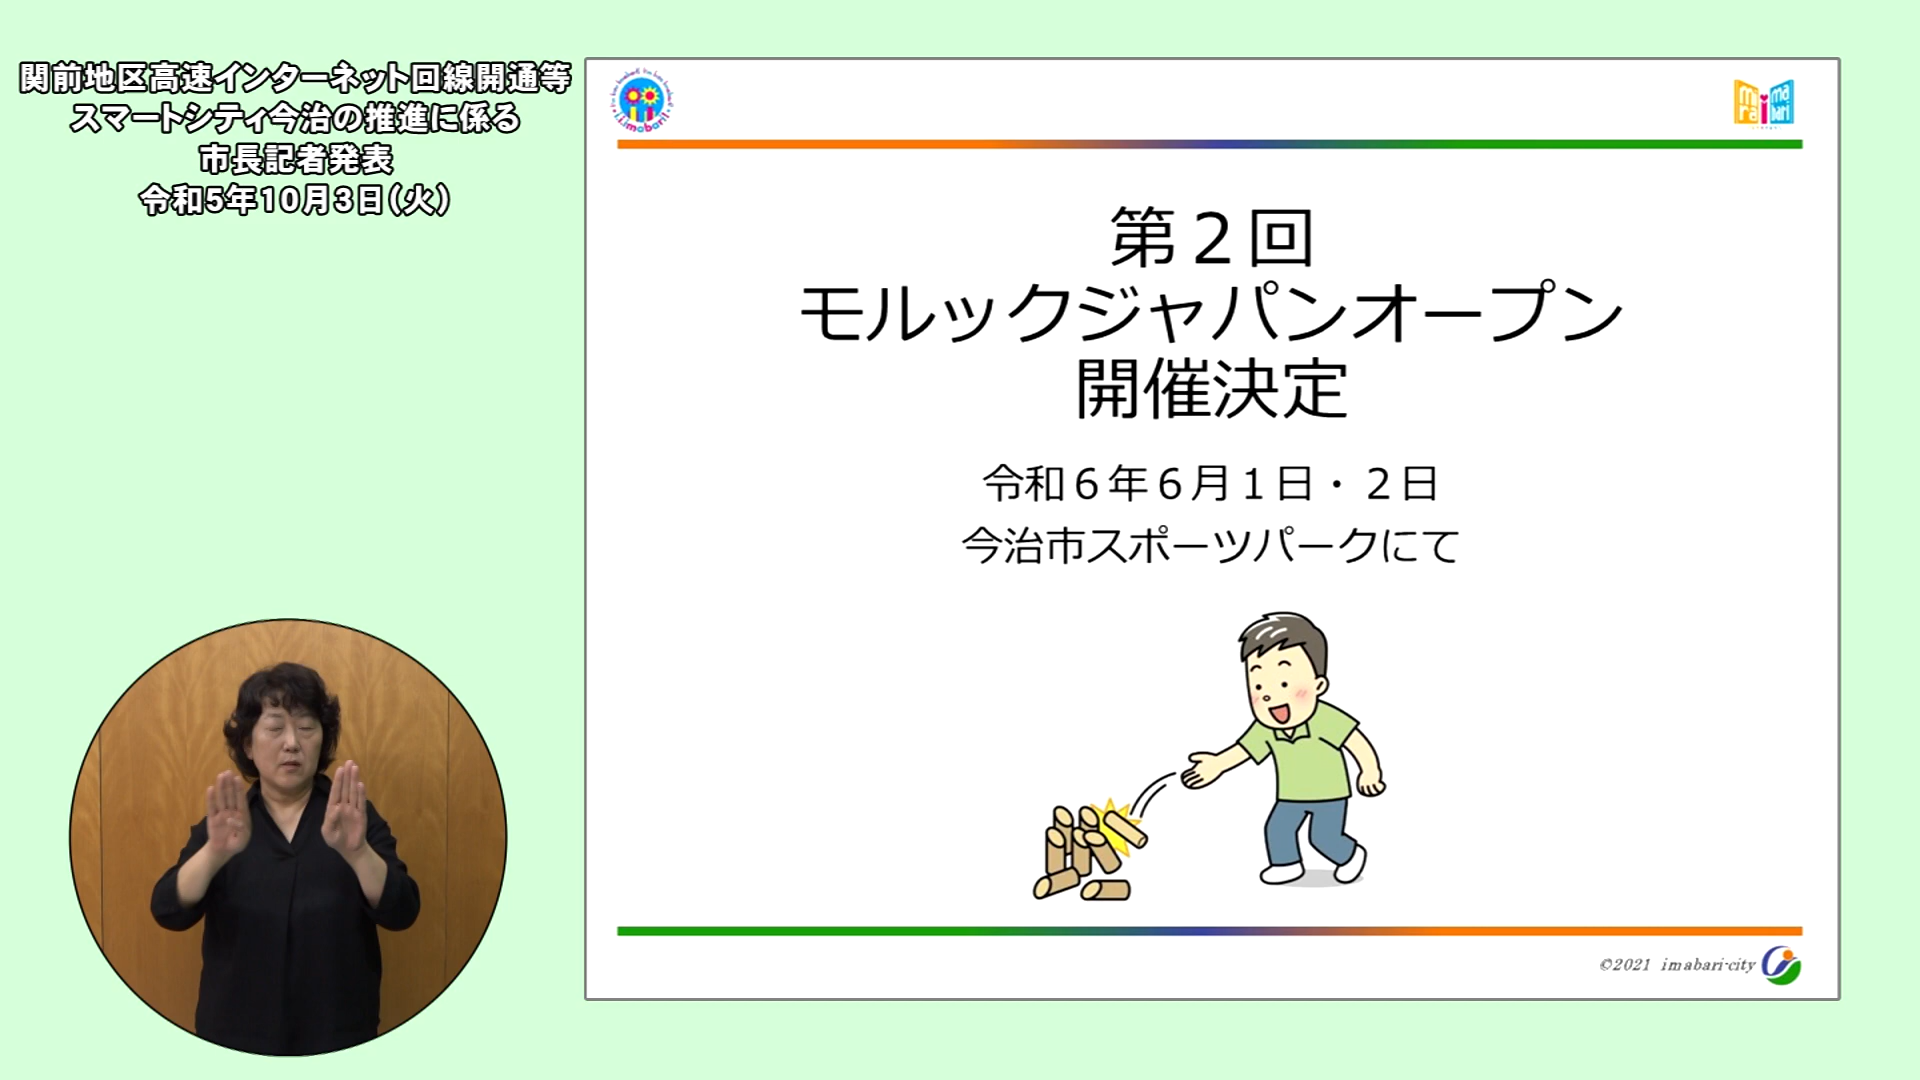 関前地区高速インターネット回線開通等
スマートシティ今治の推進に係る
市長記者発表
令和5年10月3日(火)
第２回
モルックジャパンオープン
開催決定
令和６年６月１日・２日
今治市スポーツパークにて
©2021 imabari-city